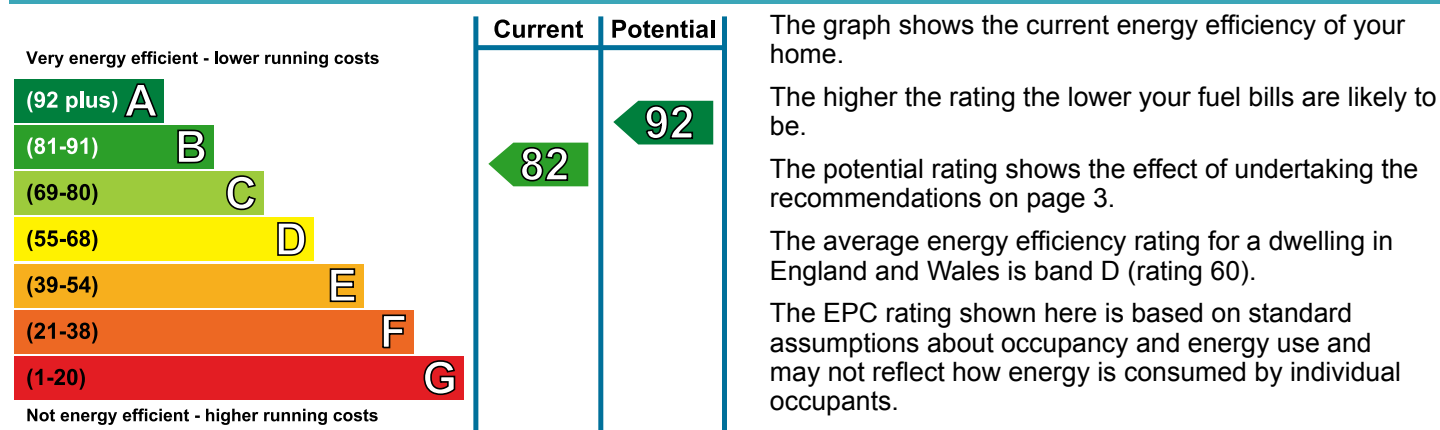 Current Potential
Very energy efficient - lower running costs
(92 plus) A
(81-91) B
(69-80) C
(55-68) D
(39-54) E
(21-38) F
(1-20) G
Not energy efficient - higher running costs
82
92
The graph shows the current energy efficiency of your
home.
The higher the rating the lower your fuel bills are likely to
be.
The potential rating shows the effect of undertaking the
recommendations on page 3.
The average energy efficiency rating for a dwelling in
England and Wales is band D (rating 60).
The EPC rating shown here is based on standard
assumptions about occupancy and energy use and
may not reflect how energy is consumed by individual
occupants.